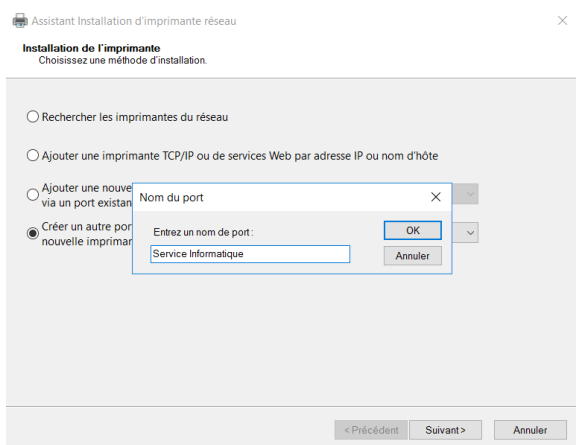 Assistant Installation d'imprimante réseau
Installation de l'imprimante
Choisissez une méthode d'installation.
Rechercher les imprimantes du réseau
Ajouter une imprimante TCP/IP ou de services Web par adresse IP ou nom d'hôte
Ajouter une nouve
via un port existan
Créer un autre por
nouvelle imprimar
Nom du port
Entrez un nom de port :
Service Informatique
OK
Annuler
< Précédent Suivant > Annuler